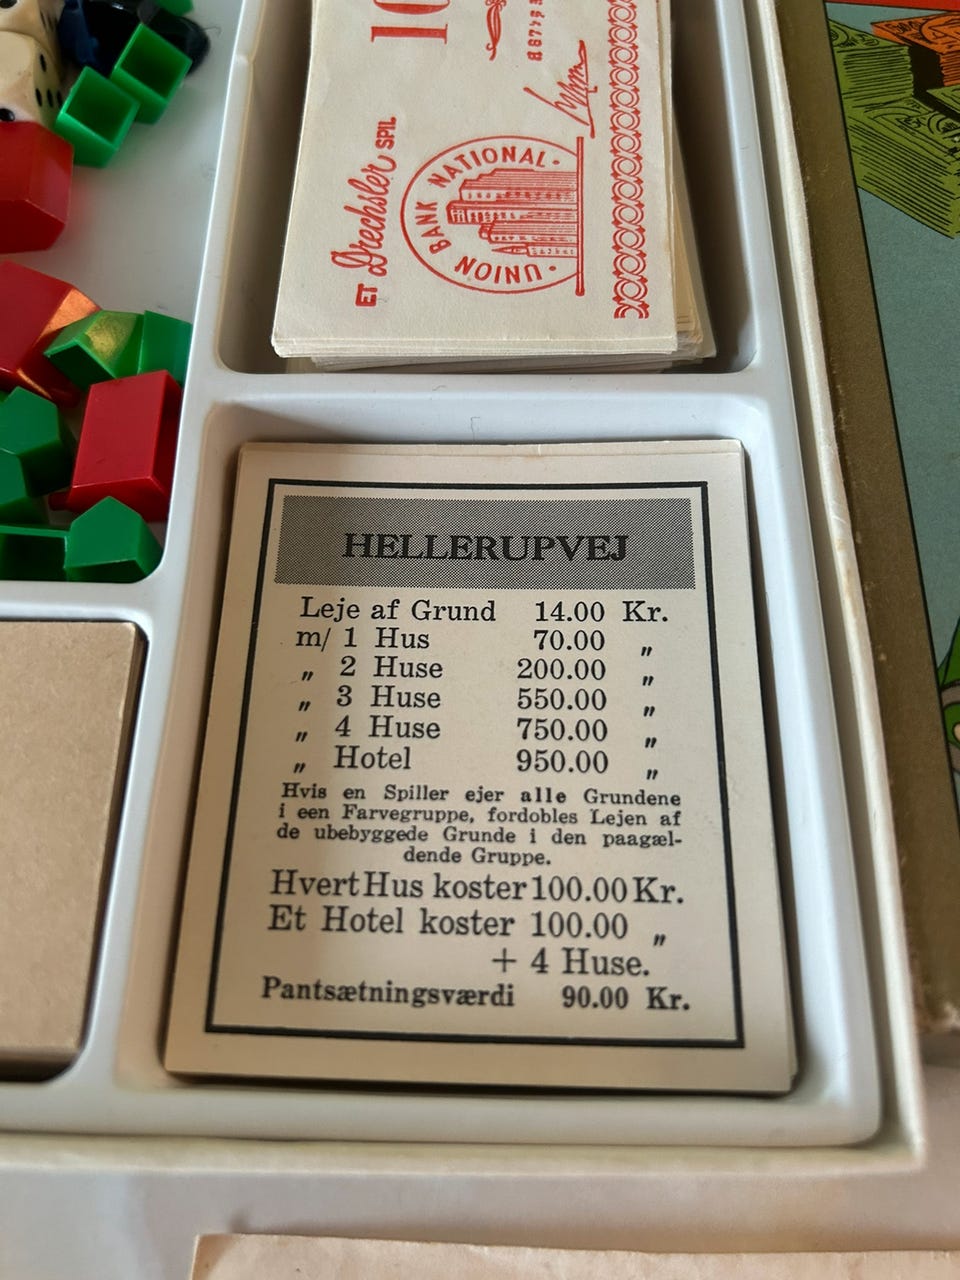 10
ET Drechsler SPIL
UNION BANK NATIONAL
HELLERUPVEJ
Leje af Grund 14.00 Kr.
m/ 1 Hus 70.00 „
„ 2 Huse 200.00 „
„ 3 Huse 550.00 „
„ 4 Huse 750.00 „
„ Hotel 950.00 „
Hvis en Spiller ejer alle Grundene
i een Farvegruppe, fordobles Lejen af
de ubebyggede Grunde i den paagæl-
dende Gruppe.
Hvert Hus koster 100.00 Kr.
Et Hotel koster 100.00 „
+ 4 Huse.
Pantsætningsværdi 90.00 Kr.